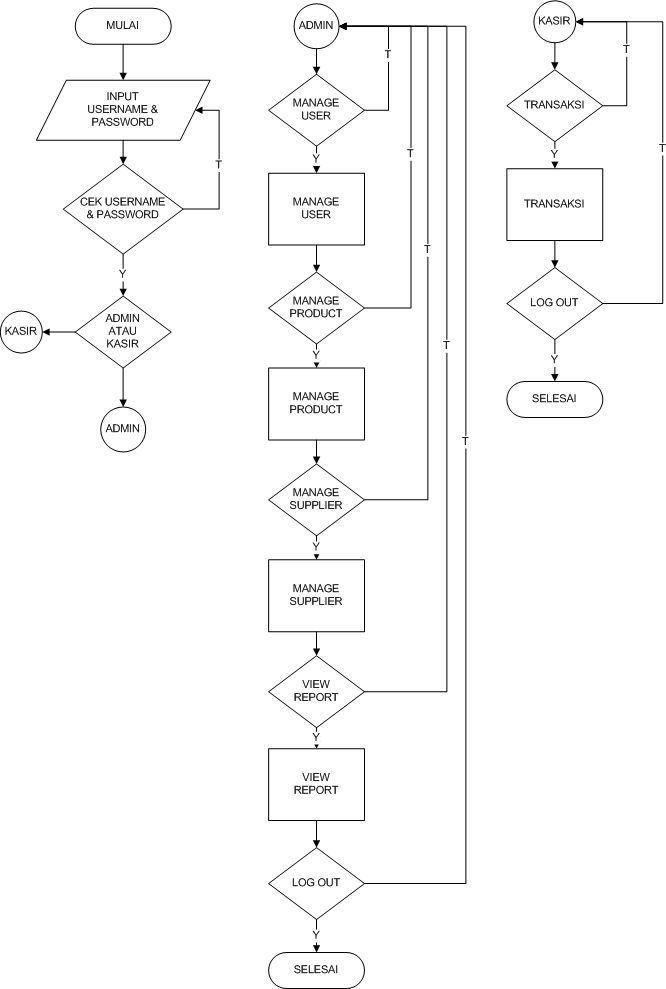 MULAI
INPUT
USERNAME &
PASSWORD
T
CEK USERNAME
& PASSWORD
Y
ADMIN
ATAU
KASIR
KASIR
ADMIN
ADMIN
T
MANAGE
USER
Y
T
MANAGE
USER
T
MANAGE
PRODUCT
T
Y
MANAGE
PRODUCT
T
MANAGE
SUPPLIER
Y
MANAGE
SUPPLIER
VIEW
REPORT
Y
VIEW
REPORT
LOG OUT
Y
SELESAI
KASIR
T
TRANSAKSI
Y
T
TRANSAKSI
LOG OUT
Y
SELESAI